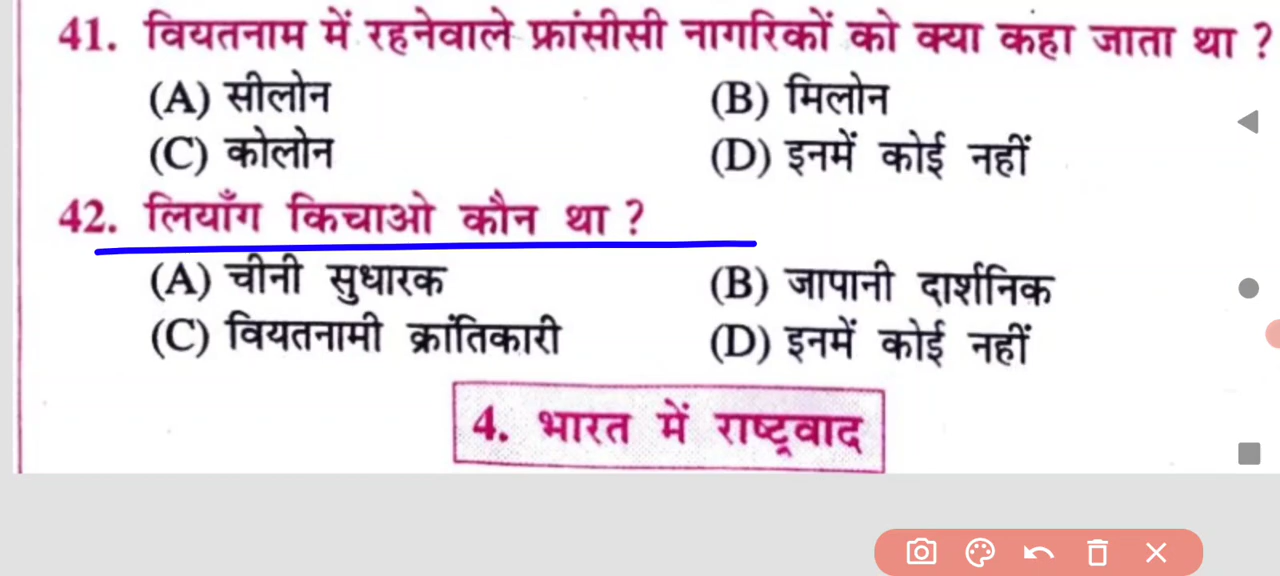 41. वियतनाम में रहनेवाले फ्रांसीसी नागरिकों को क्या कहा जाता था ?
(A) सीलोन (B) मिलोन
(C) कोलोन (D) इनमें कोई नहीं
42. लियाँग किचाओ कौन था ?
(A) चीनी सुधारक (B) जापानी दार्शनिक
(C) वियतनामी क्रांतिकारी (D) इनमें कोई नहीं
4. भारत में राष्ट्रवाद